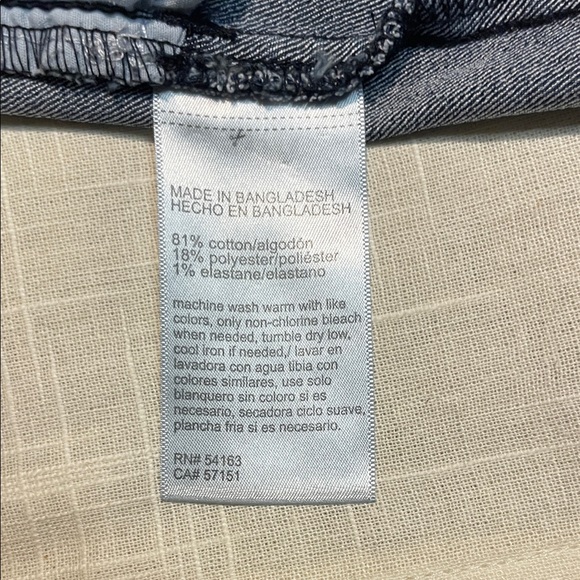 MADE IN BANGLADESH
HECHO EN BANGLADESH
81% cotton/algodón
18% polyester/poliéster
1% elastane/elastano
machine wash warm with like
colors, only non-chlorine bleach
when needed, tumble dry low,
cool iron if needed,/ lavar en
lavadora con agua tibia con
colores similares, use solo
blanquero sin coloro si es
necesario, secadora ciclo suave,
plancha fria si es necesario.
RN# 54163
CA# 57151